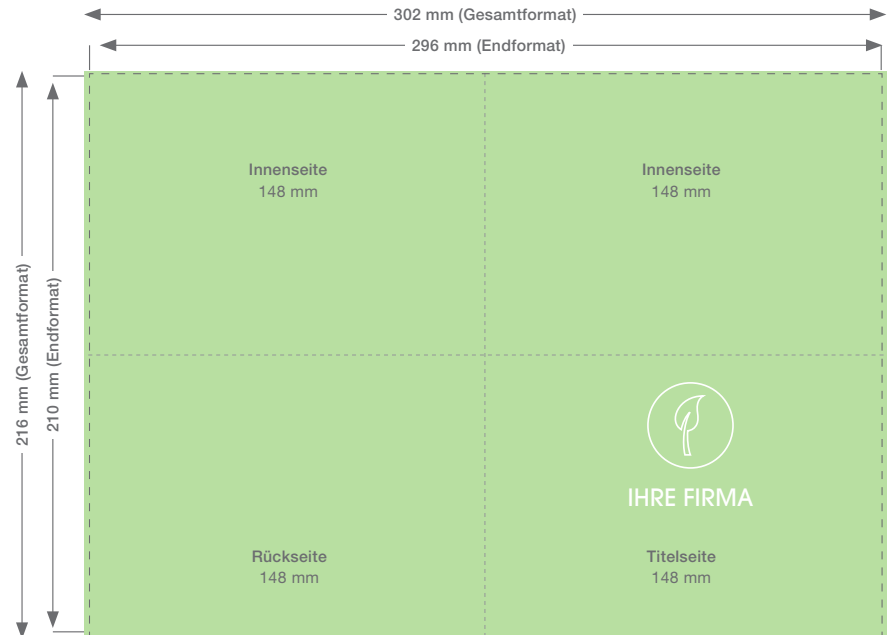 302 mm (Gesamtformat)
296 mm (Endformat)
216 mm (Gesamtformat)
210 mm (Endformat)
Innenseite
148 mm
Innenseite
148 mm
IHRE FIRMA
Rückseite
148 mm
Titelseite
148 mm